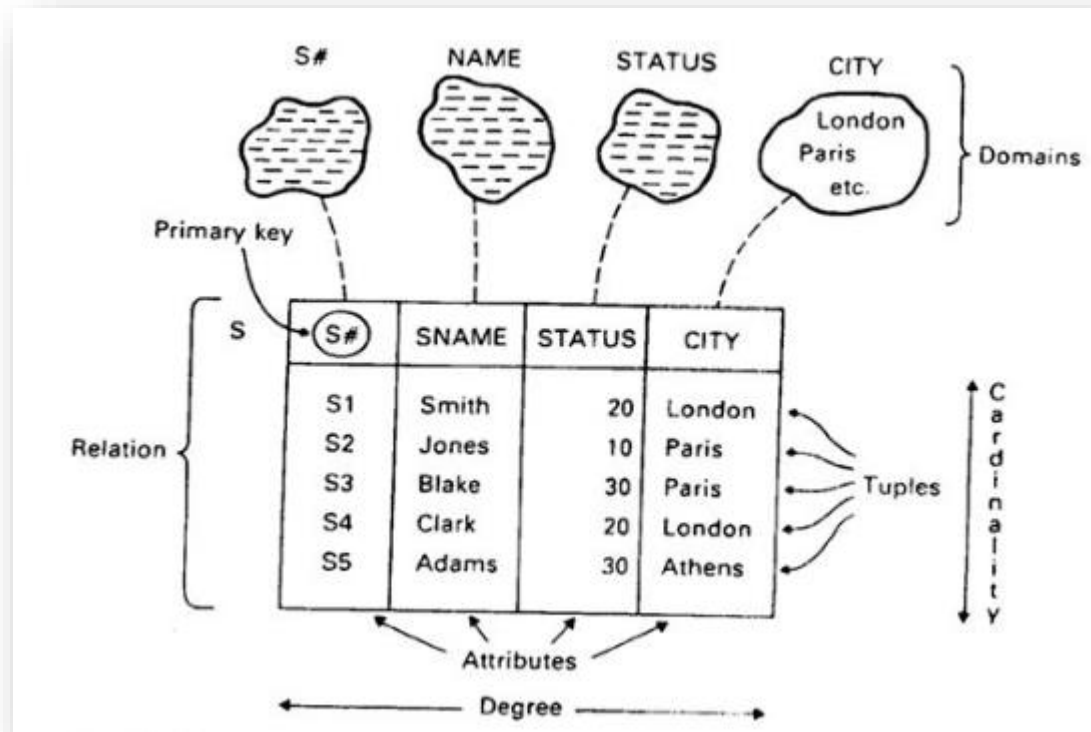 S# NAME STATUS CITY
London
Paris
etc.
Domains
Primary key
S S# SNAME STATUS CITY
S1 Smith 20 London
S2 Jones 10 Paris
S3 Blake 30 Paris
S4 Clark 20 London
S5 Adams 30 Athens
Relation
Tuples
Cardinality
Attributes
Degree